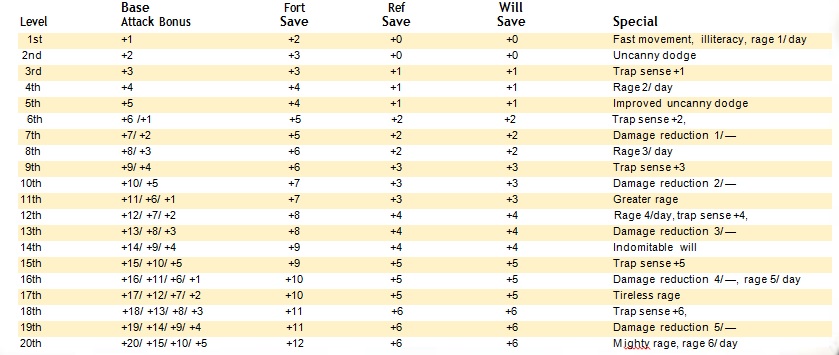 Base Fort Ref Will
Level Attack Bonus Save Save Save Special
1st +1 +2 +0 +0 Fast movement, illiteracy, rage 1/ day
2nd +2 +3 +0 +0 Uncanny dodge
3rd +3 +3 +1 +1 Trap sense +1
4th +4 +4 +1 +1 Rage 2/ day
5th +5 +4 +1 +1 Improved uncanny dodge
6th +6 /+1 +5 +2 +2 Trap sense +2,
7th +7/ +2 +5 +2 +2 Damage reduction 1/—
8th +8/ +3 +6 +2 +2 Rage 3/ day
9th +9/ +4 +6 +3 +3 Trap sense +3
10th +10/ +5 +7 +3 +3 Damage reduction 2/—
11th +11/ +6/ +1 +7 +3 +3 Greater rage
12th +12/ +7/ +2 +8 +4 +4 Rage 4/day, trap sense +4,
13th +13/ +8/ +3 +8 +4 +4 Damage reduction 3/—
14th +14/ +9/ +4 +9 +4 +4 Indomitable will
15th +15/ +10/ +5 +9 +5 +5 Trap sense +5
16th +16/ +11/ +6/ +1 +10 +5 +5 Damage reduction 4/—, rage 5/ day
17th +17/ +12/ +7/ +2 +10 +5 +5 Tireless rage
18th +18/ +13/ +8/ +3 +11 +6 +6 Trap sense +6,
19th +19/ +14/ +9/ +4 +11 +6 +6 Damage reduction 5/—
20th +20/ +15/ +10/ +5 +12 +6 +6 Mighty rage, rage 6/ day